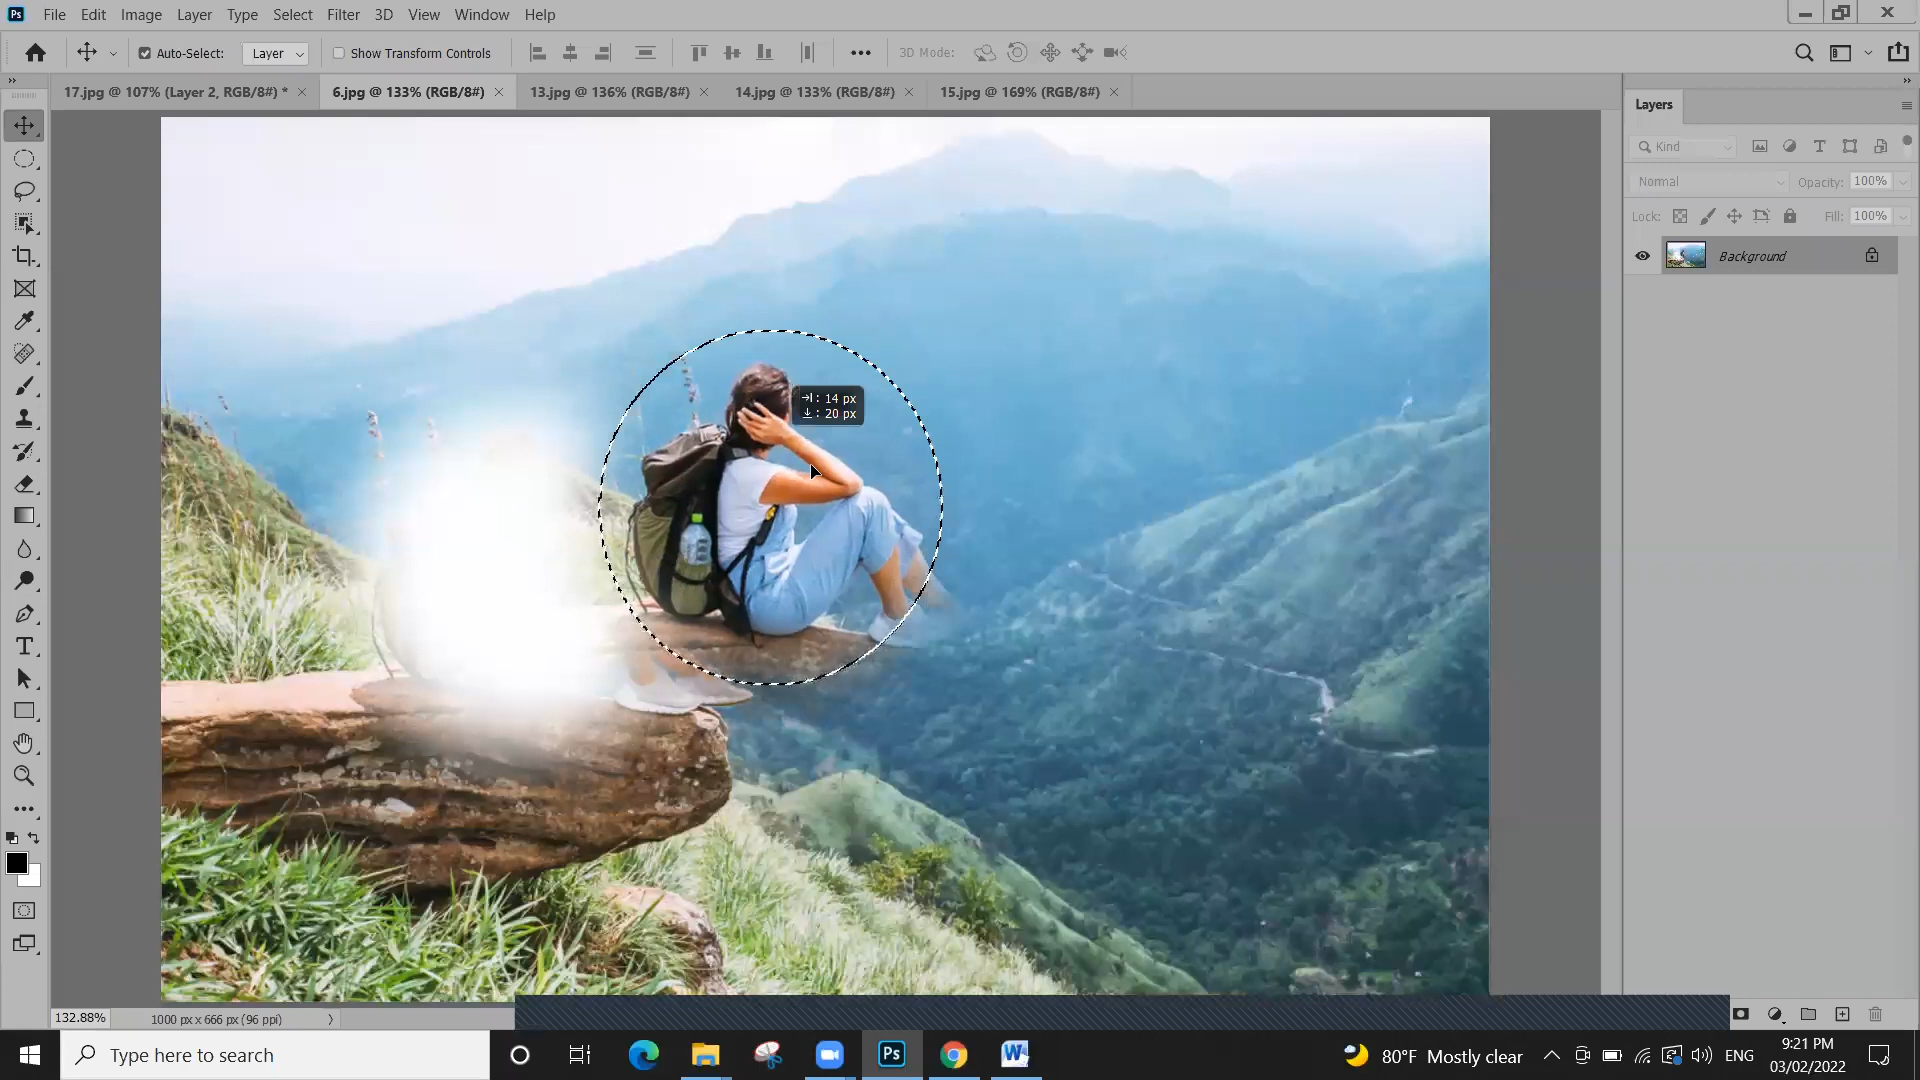 Ps File Edit Image Layer Type Select Filter 3D View Window Help
Auto-Select: Layer Show Transform Controls 3D Mode:
17.jpg @ 107% (Layer 2, RGB/8#) * 6.jpg @ 133% (RGB/8#) 13.jpg @ 136% (RGB/8#) 14.jpg @ 133% (RGB/8#) 15.jpg @ 169% (RGB/8#)
Layers
Kind
Normal Opacity: 100%
Lock: Fill: 100%
Background
: 14 px
: 20 px
132.88% 1000 px x 666 px (96 ppi)
Type here to search
Ps
80°F Mostly clear
ENG
9:21 PM
03/02/2022